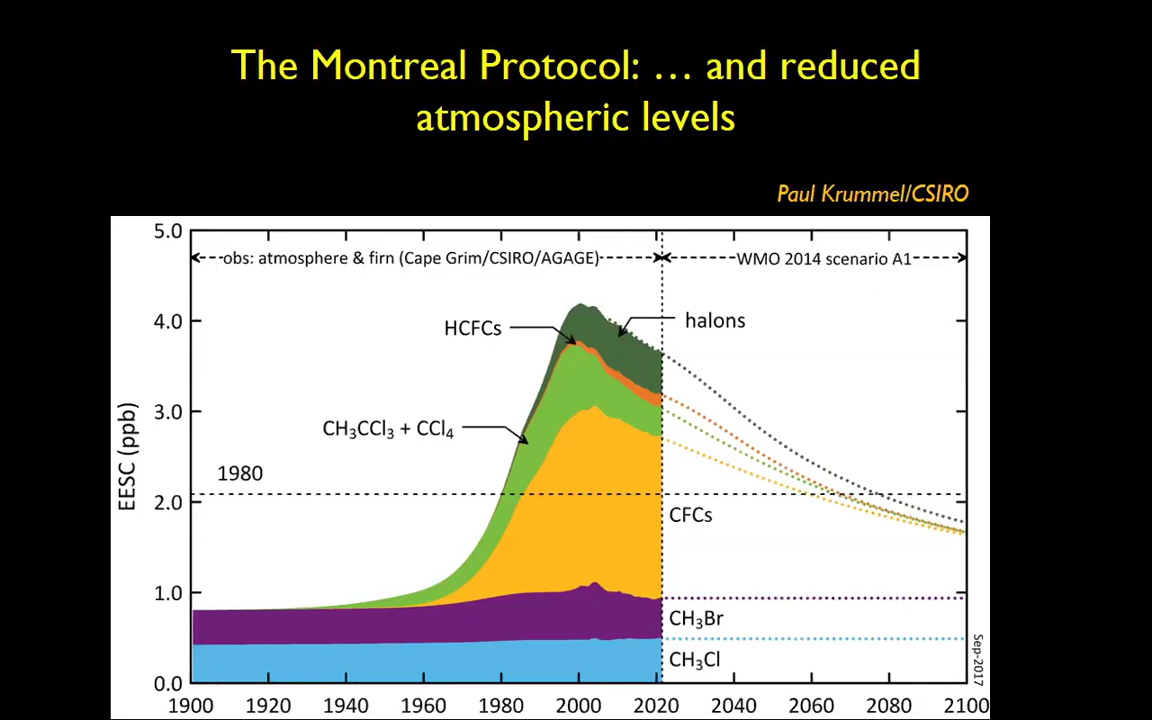 The Montreal Protocol: … and reduced
atmospheric levels
Paul Krummel/CSIRO
5.0
4.0
3.0
2.0
1.0
0.0
EESC (ppb)
obs: atmosphere & firn (Cape Grim/CSIRO/AGAGE)
WMO 2014 scenario A1
HCFCs
halons
CH₃CCl₃ + CCl₄
1980
CFCs
CH₃Br
CH₃Cl
Sep-2017
1900 1920 1940 1960 1980 2000 2020 2040 2060 2080 2100